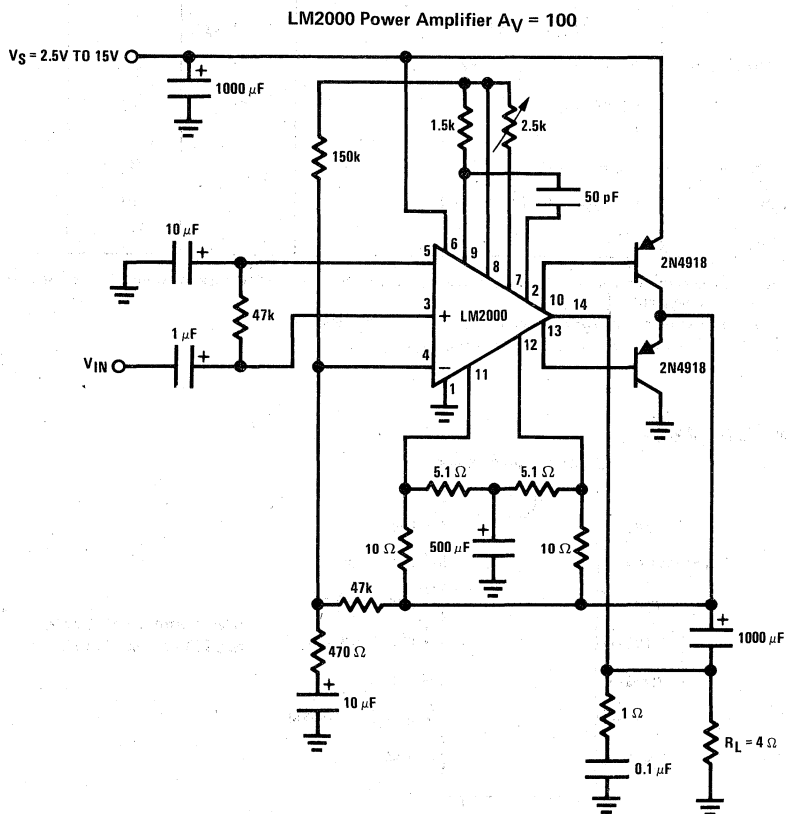 LM2000 Power Amplifier AV = 100
VS = 2.5V TO 15V
+
1000 μF
1.5k
2.5k
150k
50 pF
10 μF
+
5
6
9
8
7
2
10
14
2N4918
47k
3
+
LM2000
13
1 μF
+
VIN
4
−
1
11
12
2N4918
5.1 Ω
5.1 Ω
10 Ω
500 μF
+
10 Ω
47k
+
1000 μF
470 Ω
+
10 μF
1 Ω
RL = 4 Ω
0.1 μF